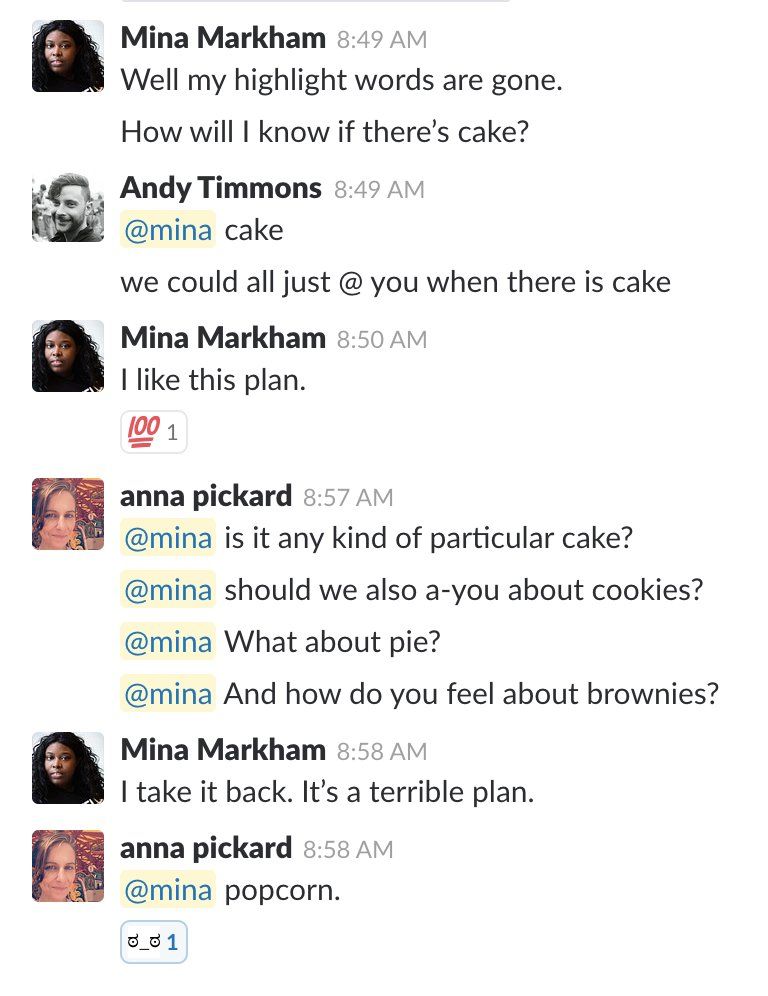 Mina Markham 8:49 AM
Well my highlight words are gone.
How will I know if there’s cake?
Andy Timmons 8:49 AM
@mina cake
we could all just @ you when there is cake
Mina Markham 8:50 AM
I like this plan.
💯 1
anna pickard 8:57 AM
@mina is it any kind of particular cake?
@mina should we also a-you about cookies?
@mina What about pie?
@mina And how do you feel about brownies?
Mina Markham 8:58 AM
I take it back. It’s a terrible plan.
anna pickard 8:58 AM
@mina popcorn.
ಠ_ಠ 1